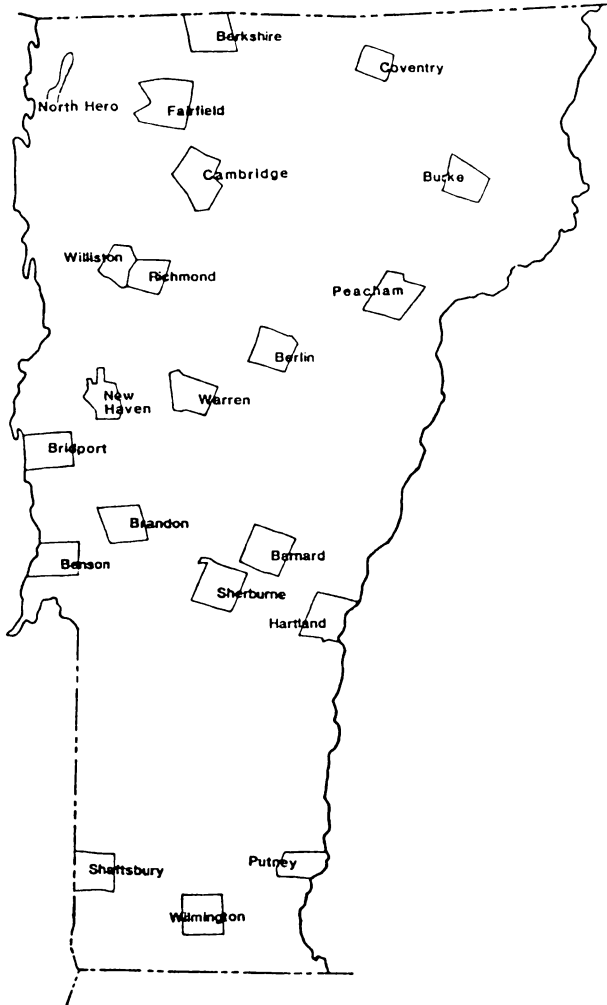 Berkshire
Coventry
North Hero
Fairfield
Cambridge
Burke
Williston
Richmond
Peacham
Berlin
New
Haven
Warren
Bridport
Brandon
Barnard
Benson
Sherburne
Hartland
Shaftsbury
Putney
Wilmington